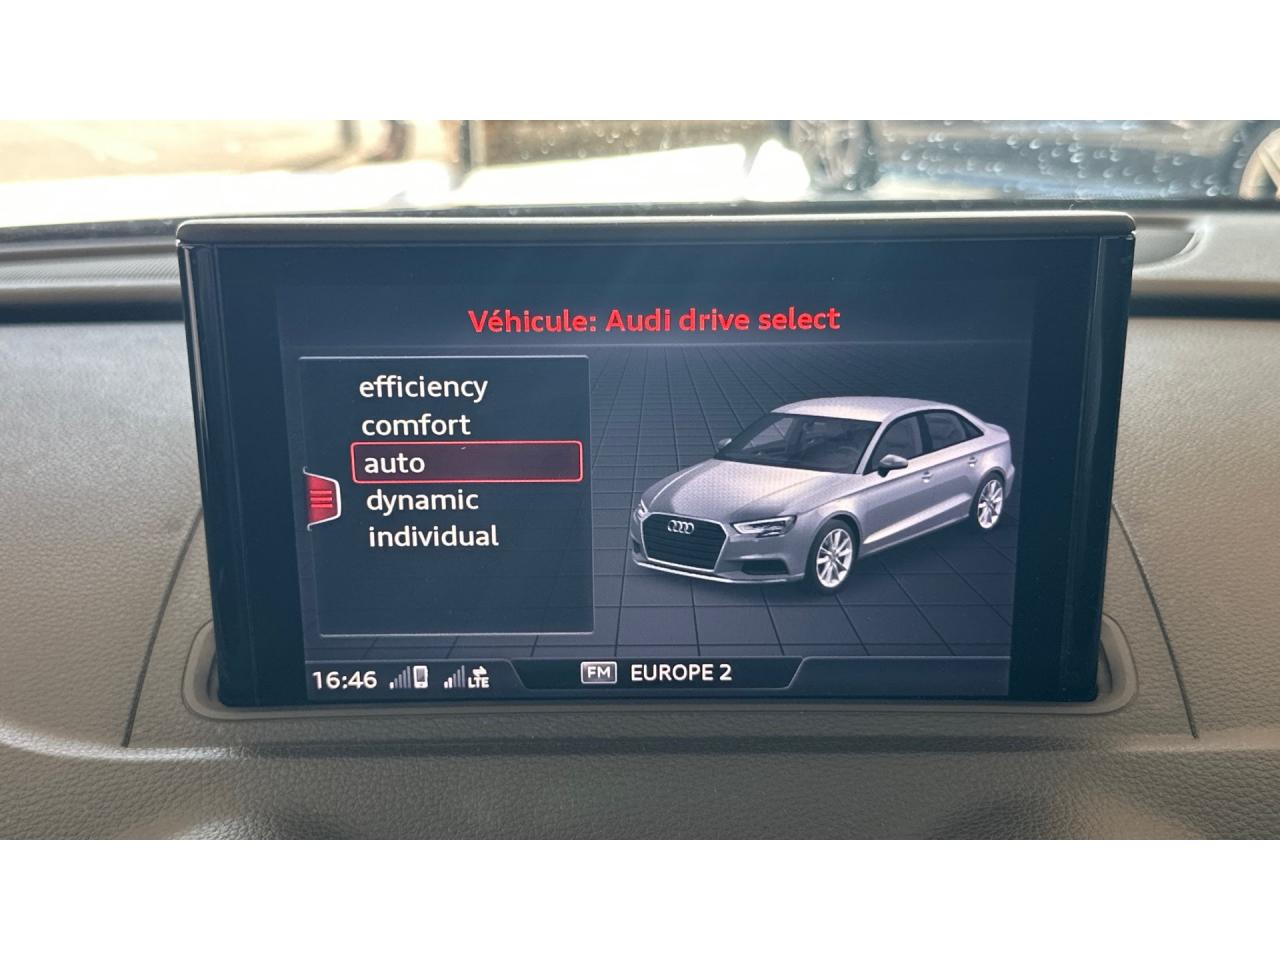 Véhicule: Audi drive select
efficiency
comfort
auto
dynamic
individual
16:46
LTE
FM
EUROPE 2